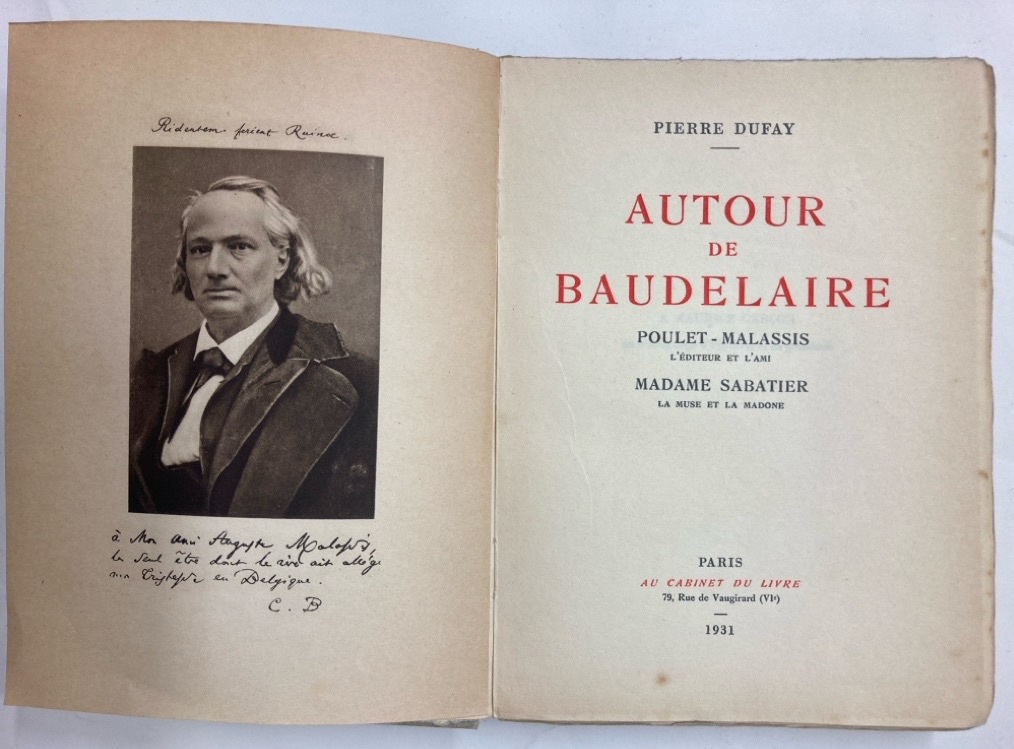 Ridentem ferient Ruinae.
à Mon ami Auguste Malassis,
le seul être dont le rire ait allégé
ma tristesse en Belgique.
C. B
PIERRE DUFAY
AUTOUR
DE
BAUDELAIRE
POULET-MALASSIS
L'ÉDITEUR ET L'AMI
MADAME SABATIER
LA MUSE ET LA MADONE
PARIS
AU CABINET DU LIVRE
79, Rue de Vaugirard (VIᵉ)
1931